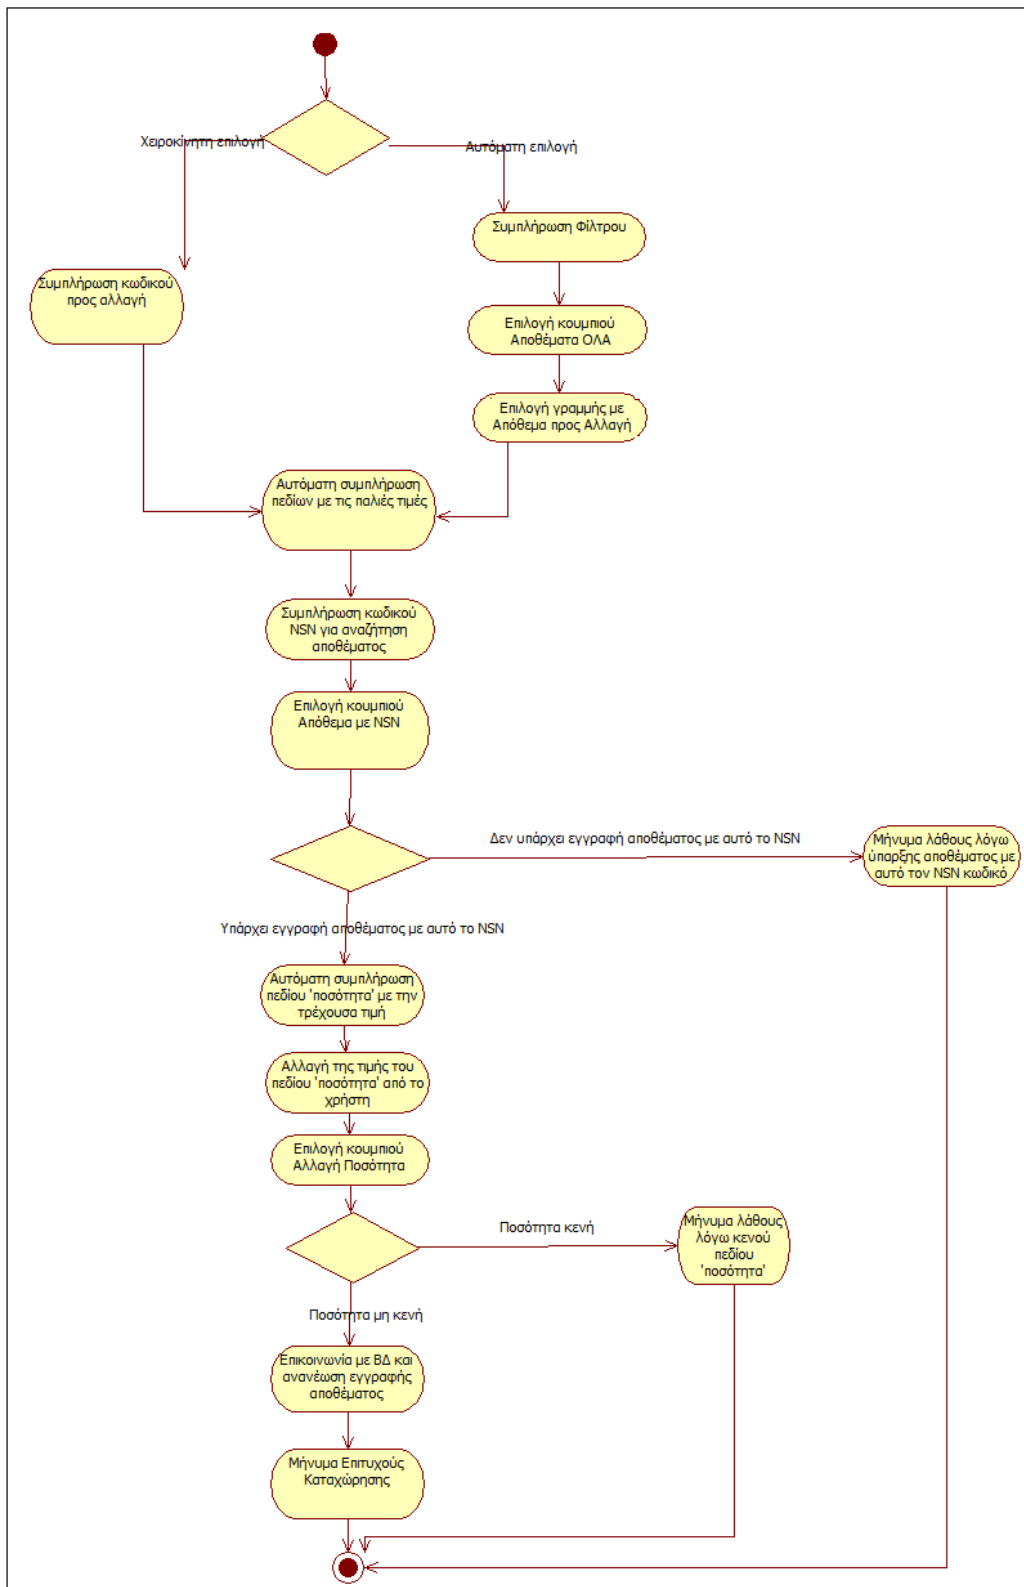 Χειροκίνητη επιλογή
Αυτόματη επιλογή
Συμπλήρωση Φίλτρου
Συμπλήρωση κωδικού
προς αλλαγή
Επιλογή κουμπιού
Αποθέματα ΟΛΑ
Επιλογή γραμμής με
Απόθεμα προς Αλλαγή
Αυτόματη συμπλήρωση
πεδίων με τις παλιές τιμές
Συμπλήρωση κωδικού
NSN για αναζήτηση
αποθέματος
Επιλογή κουμπιού
Απόθεμα με NSN
Δεν υπάρχει εγγραφή αποθέματος με αυτό το NSN
Μήνυμα λάθους λόγω
ύπαρξης αποθέματος με
αυτό τον NSN κωδικό
Υπάρχει εγγραφή αποθέματος με αυτό το NSN
Αυτόματη συμπλήρωση
πεδίου 'ποσότητα' με την
τρέχουσα τιμή
Αλλαγή της τιμής του
πεδίου 'ποσότητα' από το
χρήστη
Επιλογή κουμπιού
Αλλαγή Ποσότητα
Ποσότητα κενή
Μήνυμα λάθους
λόγω κενού
πεδίου
'ποσότητα'
Ποσότητα μη κενή
Επικοινωνία με ΒΔ και
ανανέωση εγγραφής
αποθέματος
Μήνυμα Επιτυχούς
Καταχώρησης